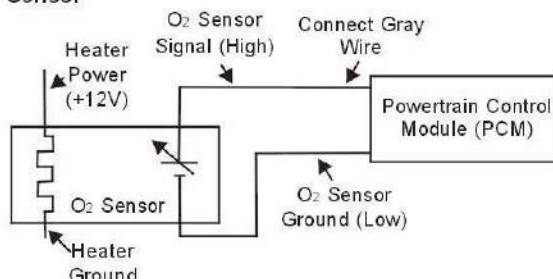 Sensor
O2 Sensor
Signal (High)
Connect Gray
Wire
Heater
Power
(+12V)
Powertrain Control
Module (PCM)
O2 Sensor
O2 Sensor
Ground (Low)
Heater
Ground